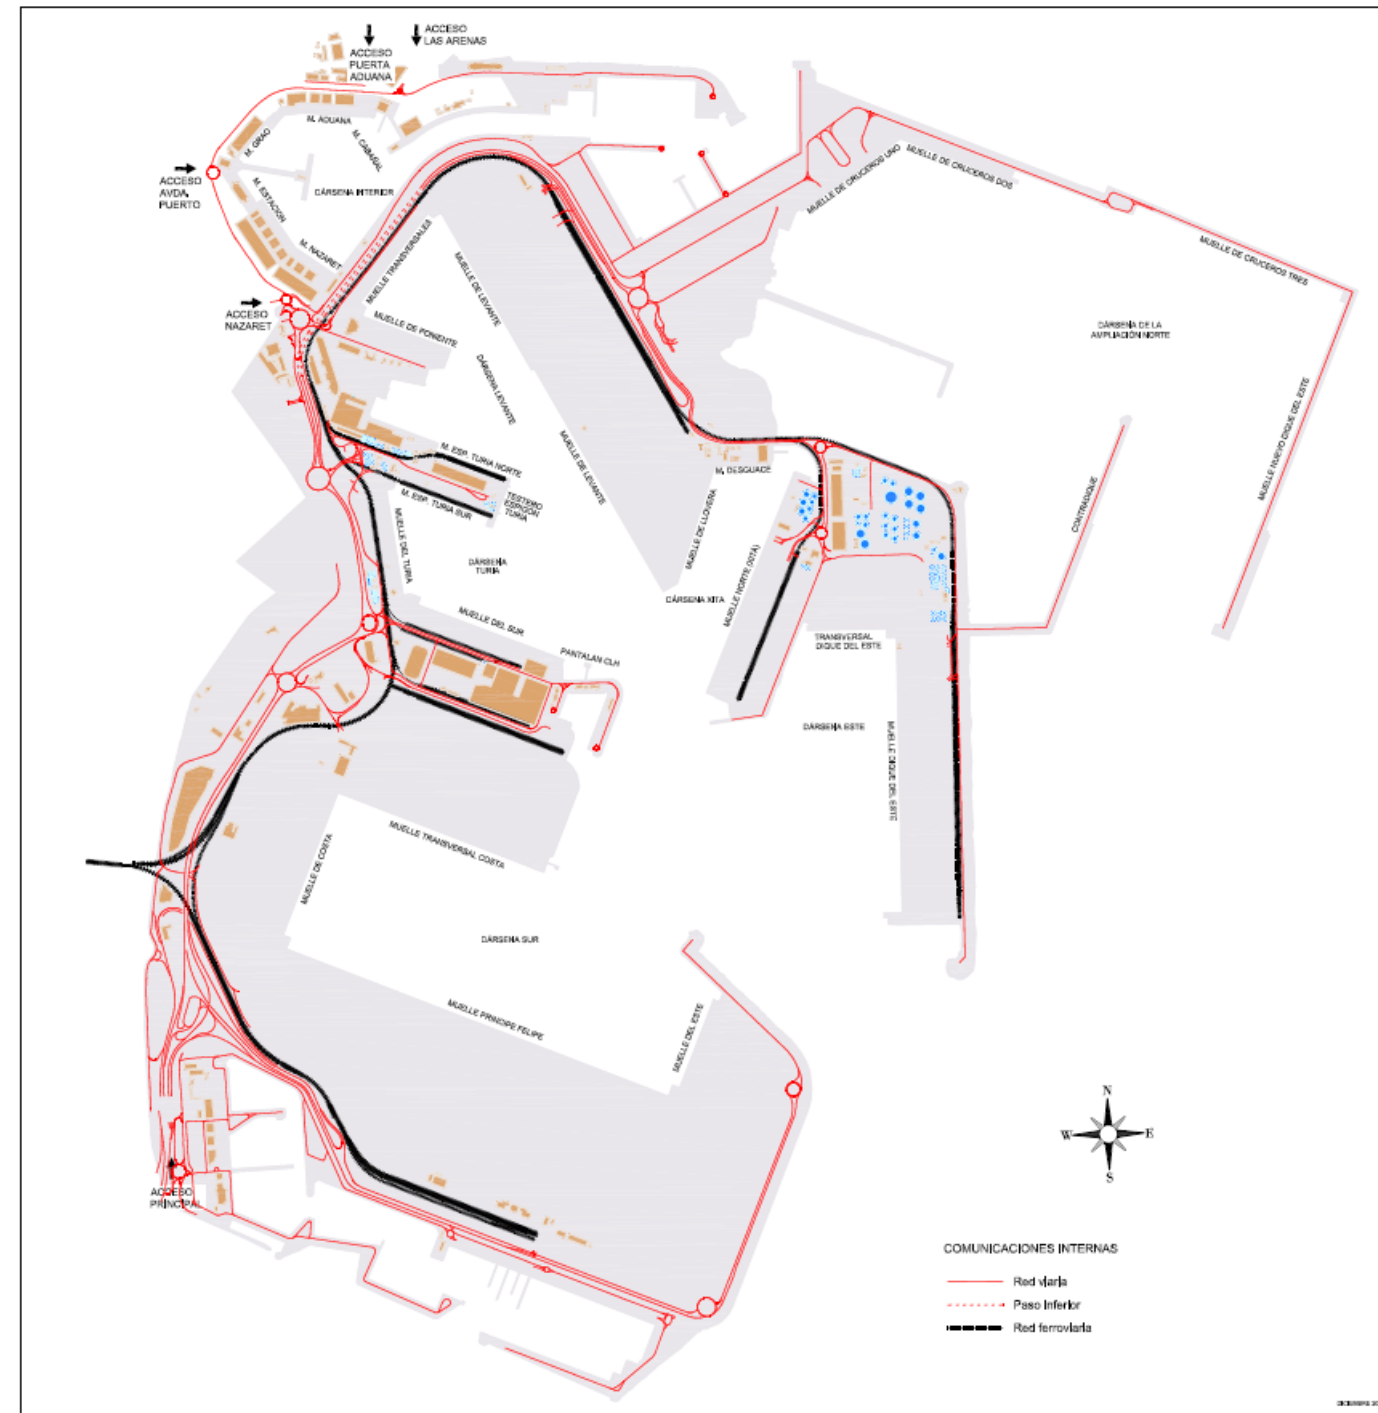 ACCESO
LAS ARENAS
ACCESO
PUERTA
ADUANA
M. ADUANA
M. GRAO
M. CABAÑAL
ACCESO
AVDA.
PUERTO
M. ESTACION
DÁRSENA INTERIOR
M. NAZARET
ACCESO
NAZARET
MUELLE TRANSVERSALES
MUELLE DE PONIENTE
MUELLE DE LEVANTE
DÁRSENA LEVANTE
MUELLE DE LEVANTE
MUELLE DE CRUCEROS UNO
MUELLE DE CRUCEROS DOS
MUELLE DE CRUCEROS TRES
DÁRSENA DE LA
AMPLIACIÓN NORTE
MUELLE NUEVO DIQUE DEL ESTE
CONTRADIQUE
M. ESP. TURIA NORTE
M. ESP. TURIA SUR
TESTERO
ESPIGÓN
TURIA
M. DESGUACE
MUELLE DE LLOVERA
MUELLE DEL TURIA
DÁRSENA
TURIA
DÁRSENA XITA
MUELLE NORTE (XITA)
MUELLE DEL SUR
PANTALAN CLH
TRANSVERSAL
DIQUE DEL ESTE
DÁRSENA ESTE
MUELLE DIQUE DEL ESTE
MUELLE DE COSTA
MUELLE TRANSVERSAL COSTA
DÁRSENA SUR
MUELLE PRINCIPE FELIPE
MUELLE DEL ESTE
ACCESO
PRINCIPAL
N
W
E
S
COMUNICACIONES INTERNAS
Red viaria
Paso Inferior
Red ferroviaria
DICIEMBRE